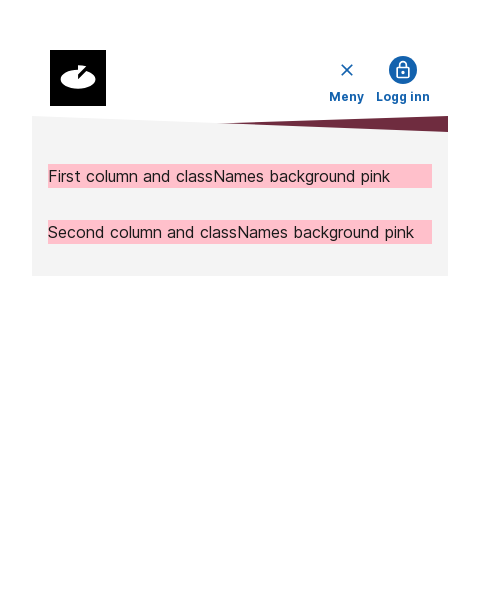 Meny
Logg inn
First column and classNames background pink
Second column and classNames background pink